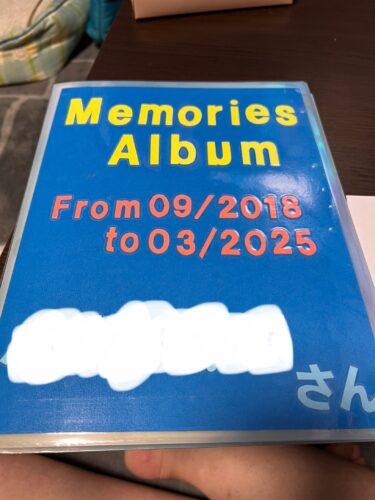 Memories
Album
From 09/2018
to 03/2025
さん